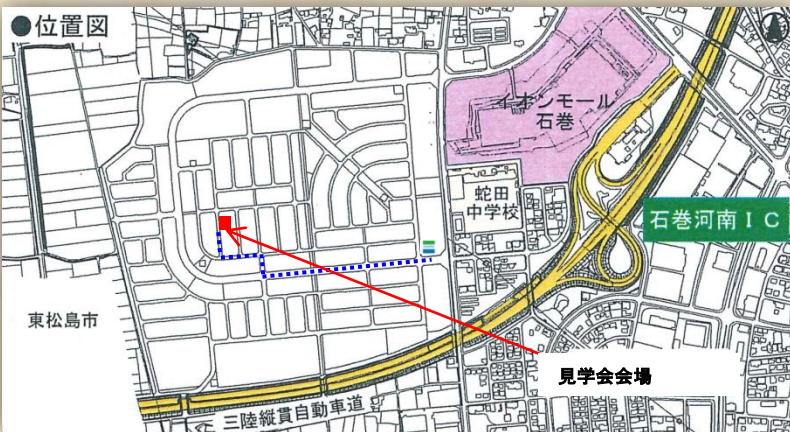 ●位置図
イオンモール
石巻
蛇田
中学校
石巻河南IC
東松島市
見学会会場
三陸縦貫自動車道